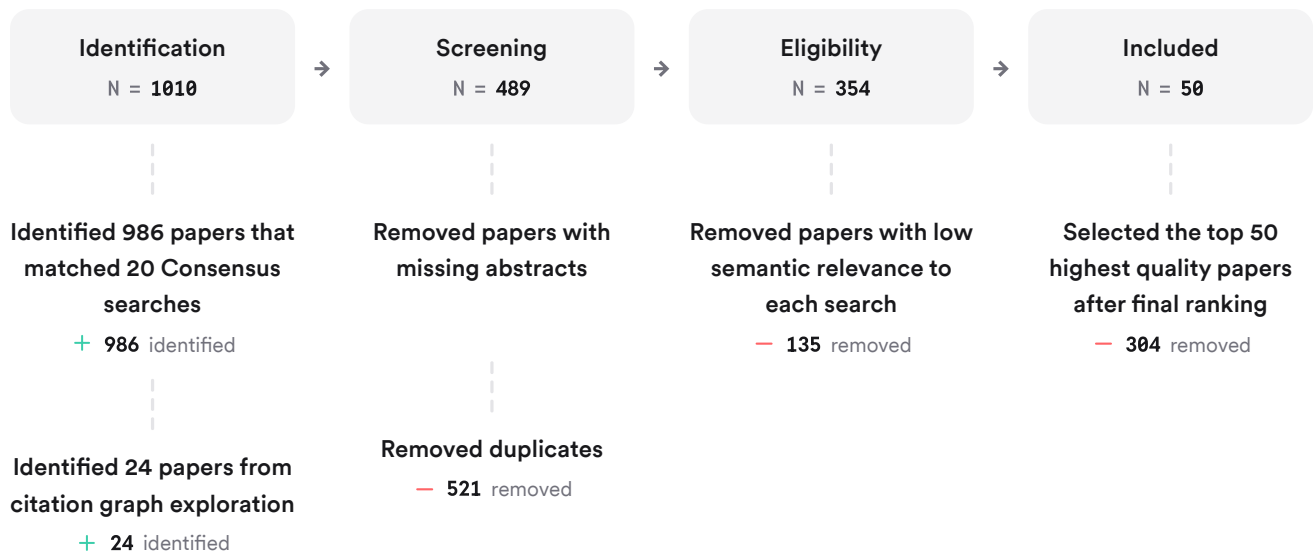 Identification
N = 1010
Screening
N = 489
Eligibility
N = 354
Included
N = 50
Identified 986 papers that
matched 20 Consensus
searches
+ 986 identified
Identified 24 papers from
citation graph exploration
+ 24 identified
Removed papers with
missing abstracts
Removed duplicates
− 521 removed
Removed papers with low
semantic relevance to
each search
− 135 removed
Selected the top 50
highest quality papers
after final ranking
− 304 removed